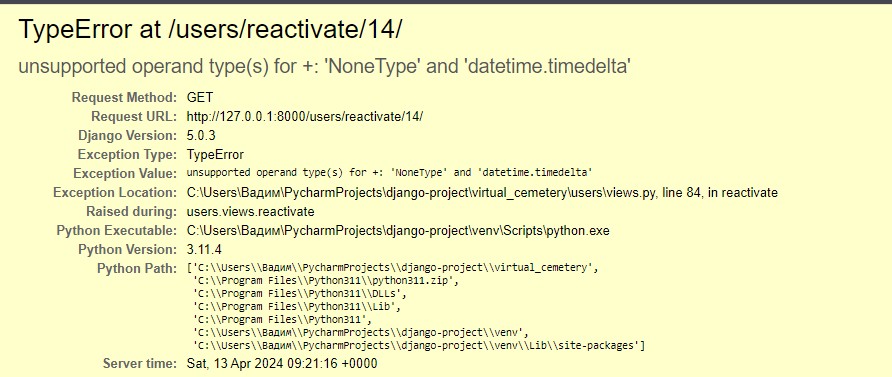 TypeError at /users/reactivate/14/
unsupported operand type(s) for +: 'NoneType' and 'datetime.timedelta'
Request Method: GET
Request URL: http://127.0.0.1:8000/users/reactivate/14/
Django Version: 5.0.3
Exception Type: TypeError
Exception Value: unsupported operand type(s) for +: 'NoneType' and 'datetime.timedelta'
Exception Location: C:\Users\Вадим\PycharmProjects\django-project\virtual_cemetery\users\views.py, line 84, in reactivate
Raised during: users.views.reactivate
Python Executable: C:\Users\Вадим\PycharmProjects\django-project\venv\Scripts\python.exe
Python Version: 3.11.4
Python Path: ['C:\\Users\\Вадим\\PycharmProjects\\django-project\\virtual_cemetery',
'C:\\Program Files\\Python311\\python311.zip',
'C:\\Program Files\\Python311\\DLLs',
'C:\\Program Files\\Python311\\Lib',
'C:\\Program Files\\Python311',
'C:\\Users\\Вадим\\PycharmProjects\\django-project\\venv',
'C:\\Users\\Вадим\\PycharmProjects\\django-project\\venv\\Lib\\site-packages']
Server time: Sat, 13 Apr 2024 09:21:16 +0000